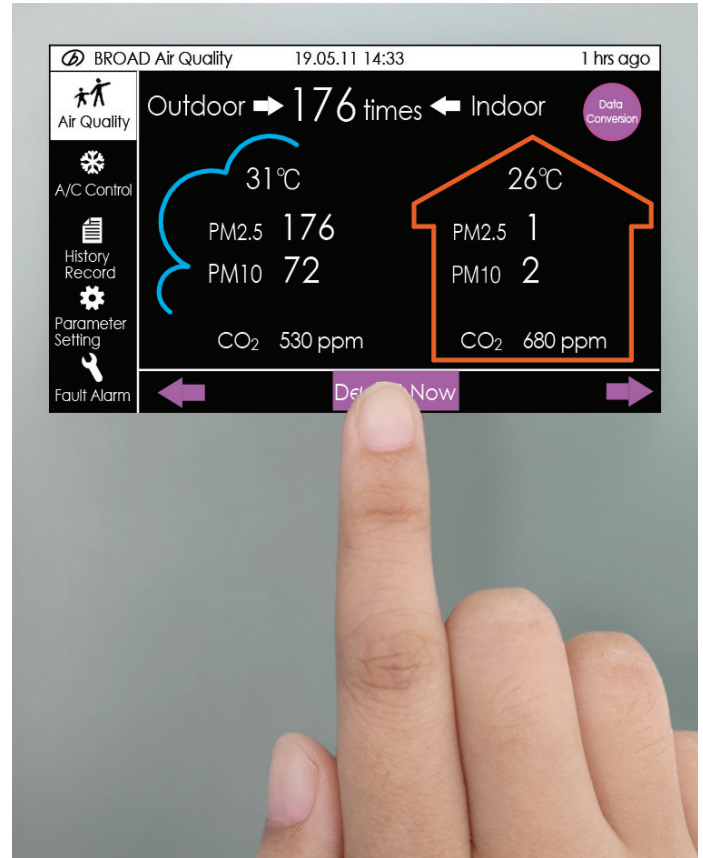 BROAD Air Quality 19.05.11 14:33 1 hrs ago
Air Quality
A/C Control
History
Record
Parameter
Setting
Fault Alarm
Outdoor ➡ 176 times ⬅ Indoor
Data
Conversion
31℃
PM2.5 176
PM10 72
CO₂ 530 ppm
26℃
PM2.5 1
PM10 2
CO₂ 680 ppm
Now